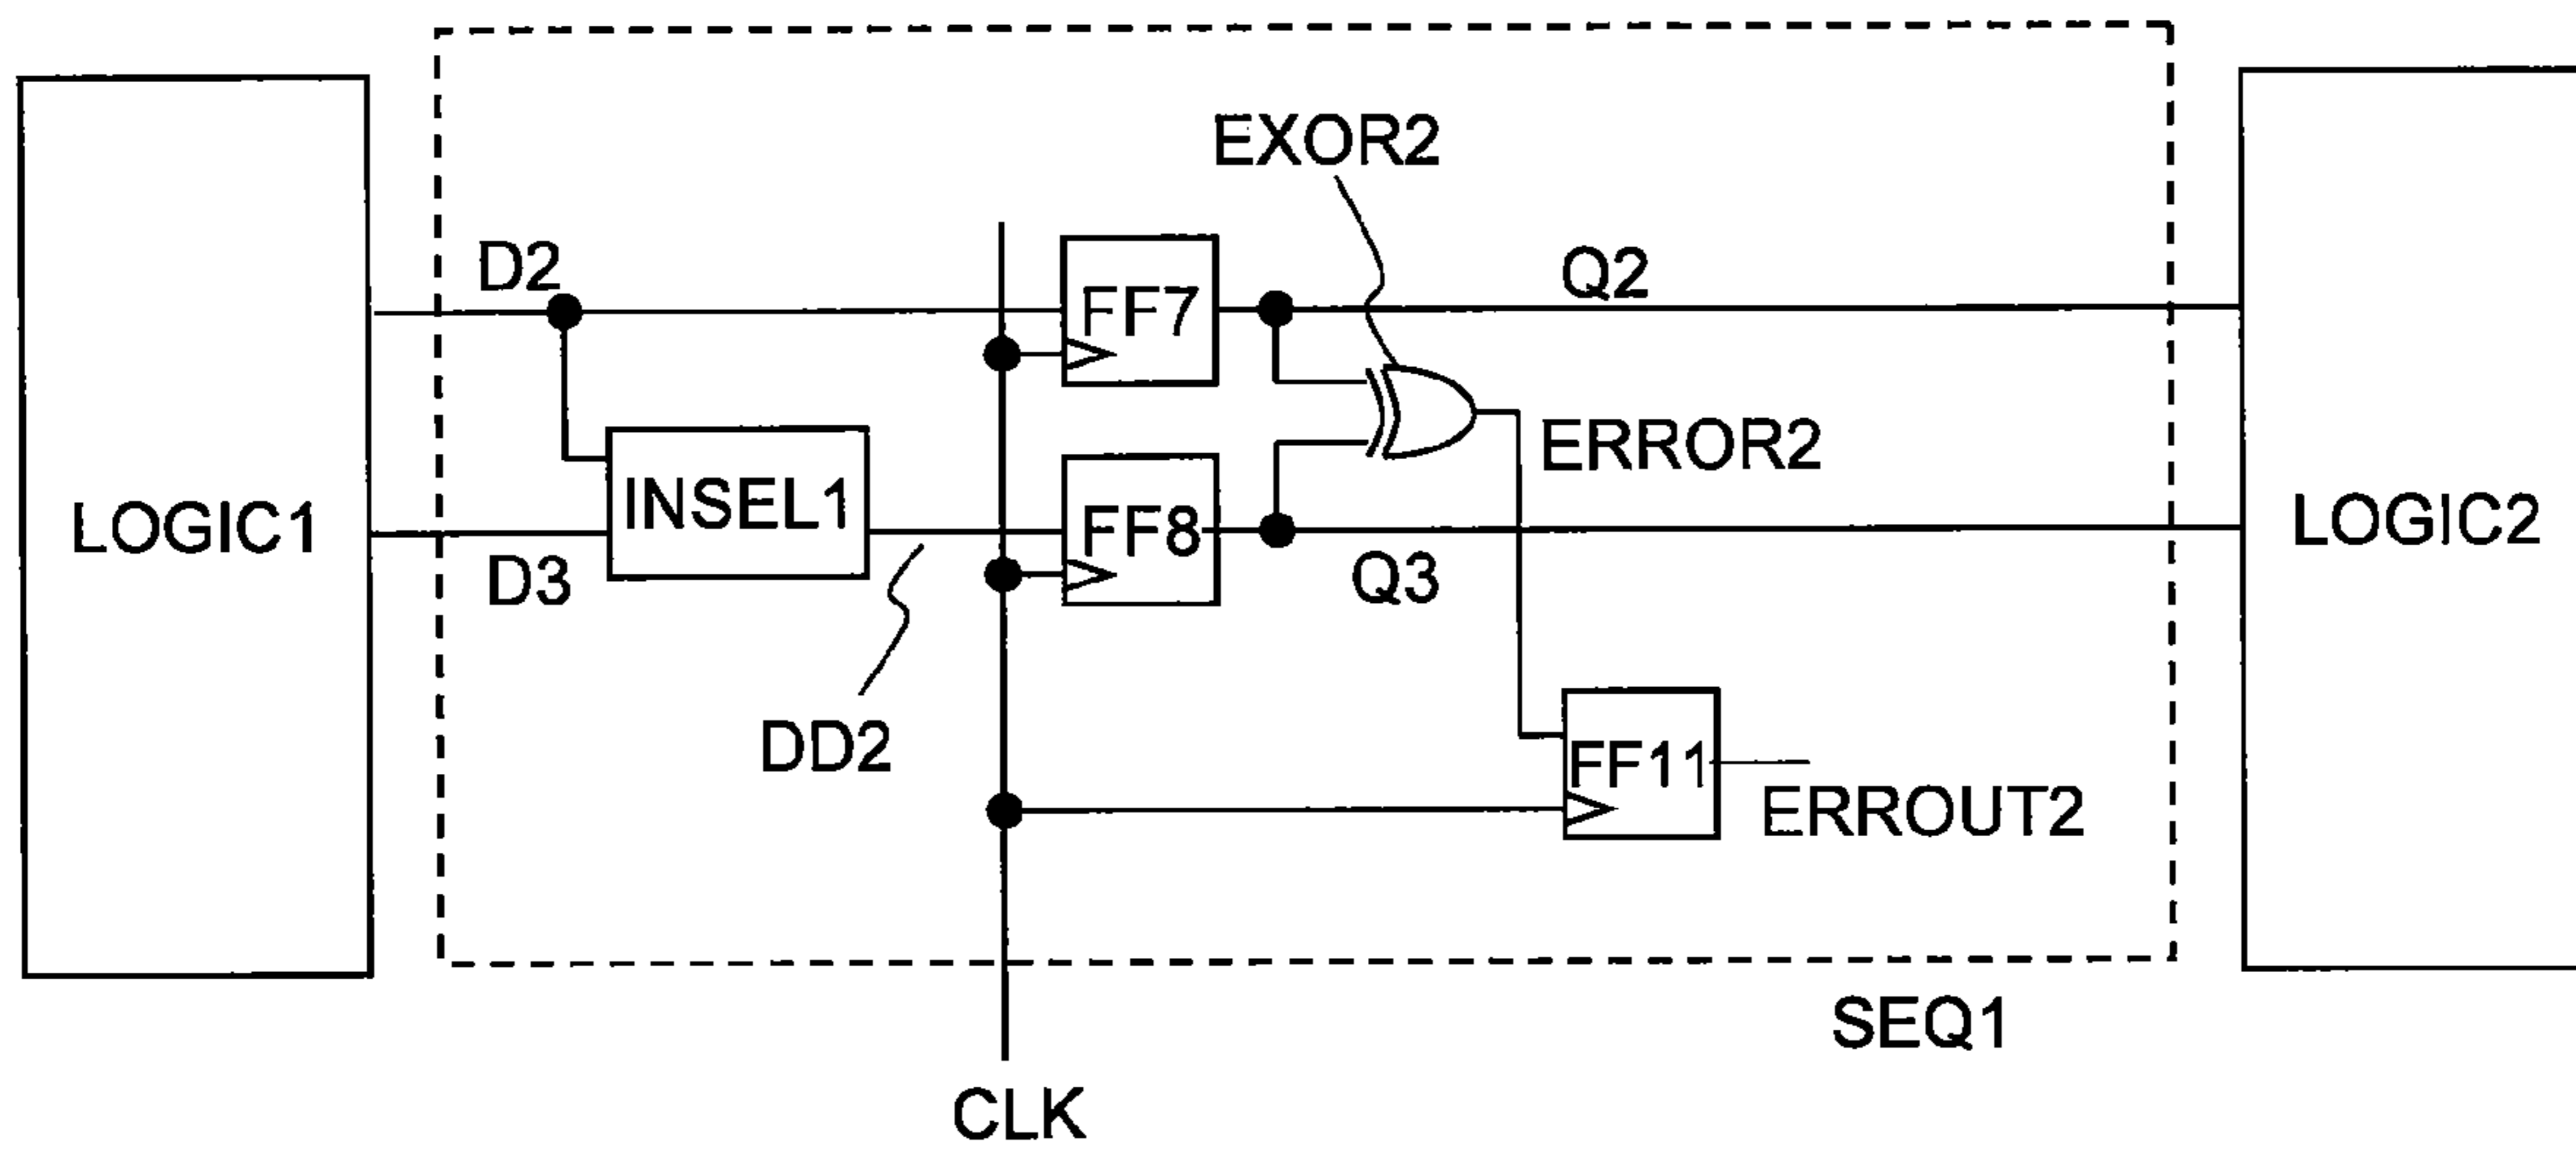 EXOR2
D2
FF7
Q2
ERROR2
LOGIC1
INSEL1
FF8
LOGIC2
D3
Q3
DD2
FF11
ERROUT2
SEQ1
CLK